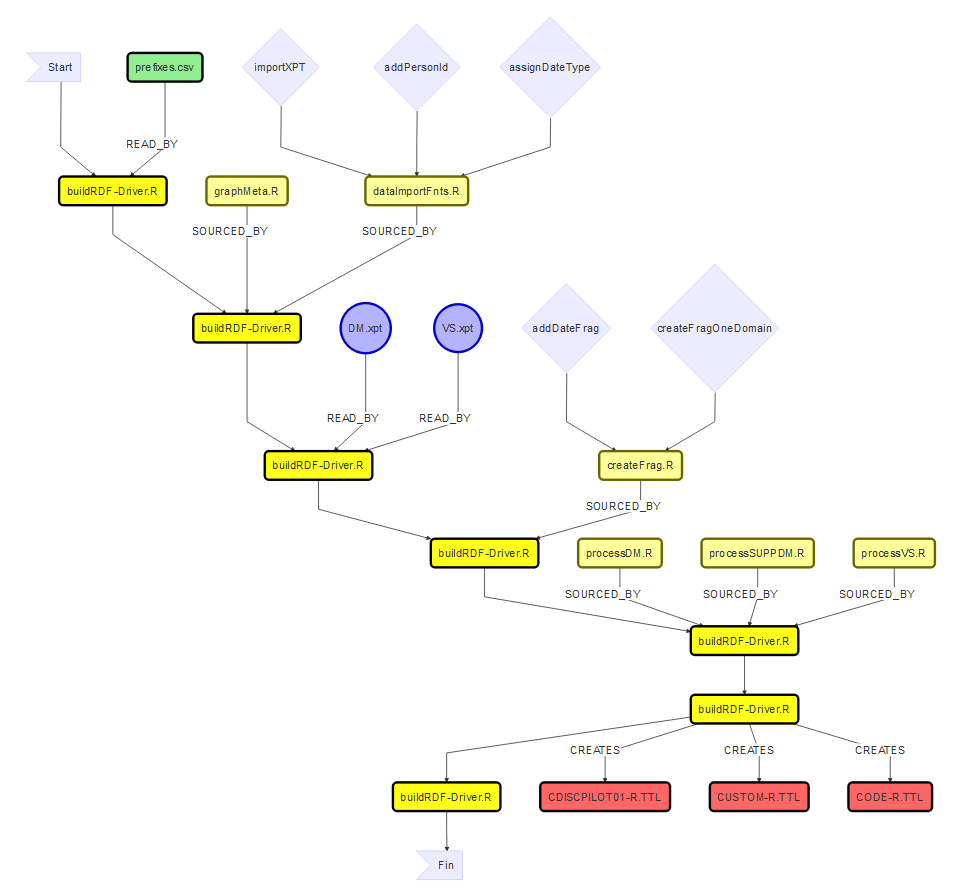 Start
prefixes.csv
importXPT
addPersonId
assignDateType
READ_BY
buildRDF-Driver.R
graphMeta.R
dataImportFnts.R
SOURCED_BY
SOURCED_BY
buildRDF-Driver.R
DM.xpt
VS.xpt
addDateFrag
createFragOneDomain
READ_BY
READ_BY
buildRDF-Driver.R
createFrag.R
SOURCED_BY
buildRDF-Driver.R
processDM.R
processSUPPDM.R
processVS.R
SOURCED_BY
SOURCED_BY
SOURCED_BY
buildRDF-Driver.R
buildRDF-Driver.R
CREATES
CREATES
CREATES
buildRDF-Driver.R
CDISCPILOT01-R.TTL
CUSTOM-R.TTL
CODE-R.TTL
Fin